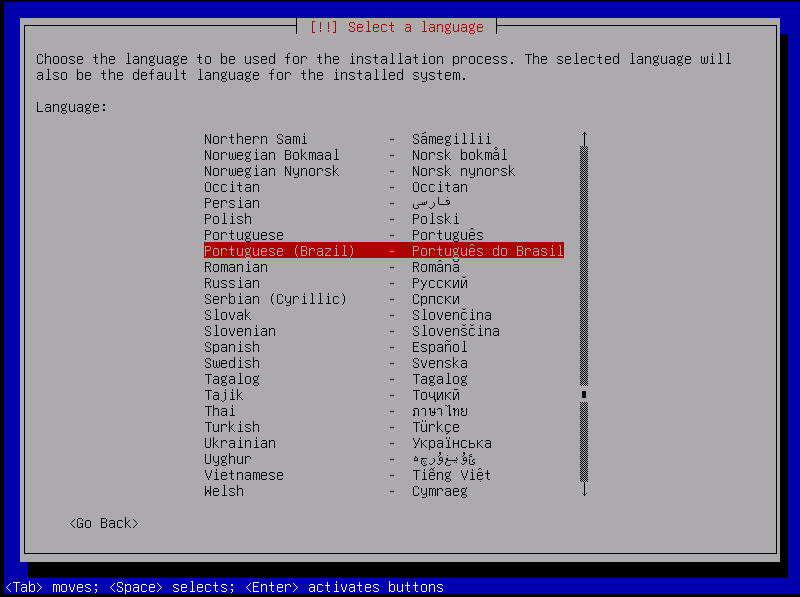 [!!] Select a language
Choose the language to be used for the installation process. The selected language will
also be the default language for the installed system.
Language:
Northern Sami - Sámegillii
Norwegian Bokmaal - Norsk bokmål
Norwegian Nynorsk - Norsk nynorsk
Occitan - Occitan
Persian - فارسی
Polish - Polski
Portuguese - Português
Portuguese (Brazil) - Português do Brasil
Romanian - Română
Russian - Русский
Serbian (Cyrillic) - Српски
Slovak - Slovenčina
Slovenian - Slovenščina
Spanish - Español
Swedish - Svenska
Tagalog - Tagalog
Tajik - Тоҷикӣ
Thai - ภาษาไทย
Turkish - Türkçe
Ukrainian - Українська
Uyghur - ئۇيغۇرچە
Vietnamese - Tiếng Việt
Welsh - Cymraeg
<Go Back>
<Tab> moves; <Space> selects; <Enter> activates buttons